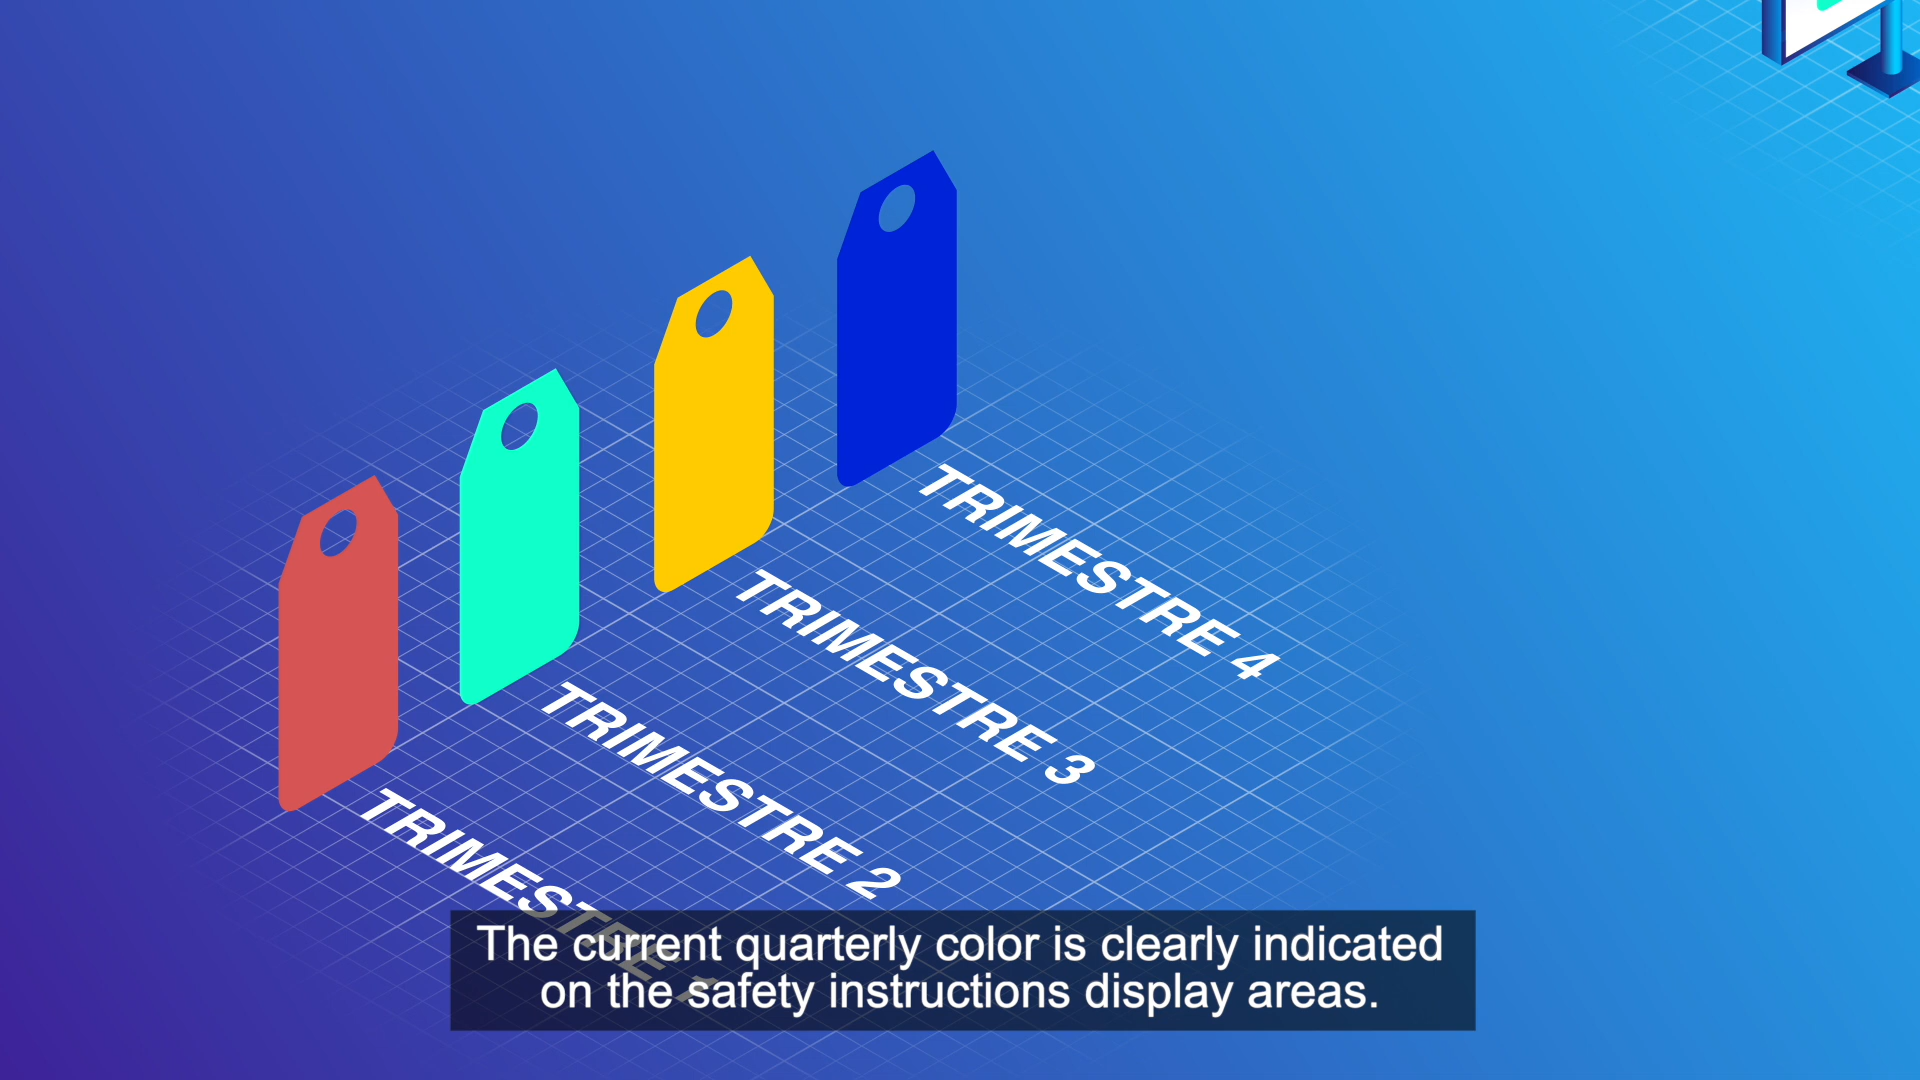 TRIMESTRE 4
TRIMESTRE 3
TRIMESTRE 2
TRIMESTRE
The current quarterly color is clearly indicated
on the safety instructions display areas.